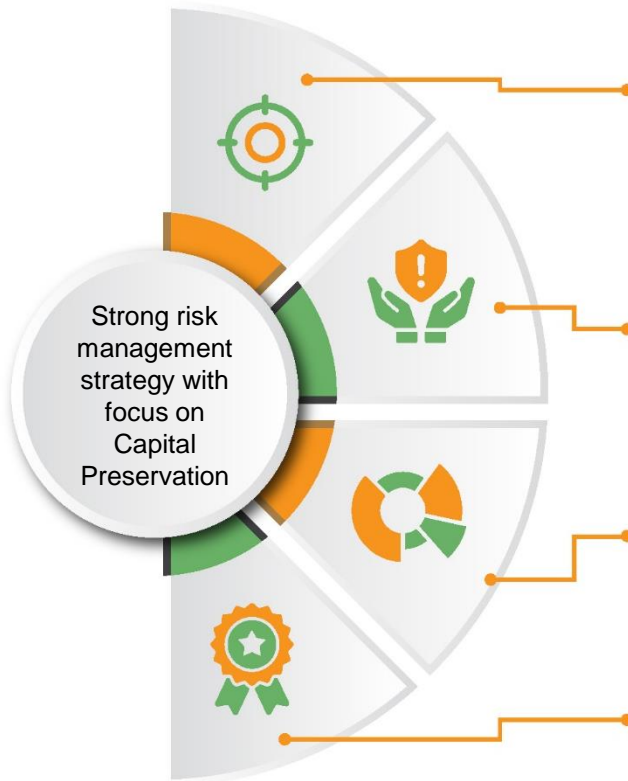 Strong risk
management
strategy with
focus on
Capital
Preservation